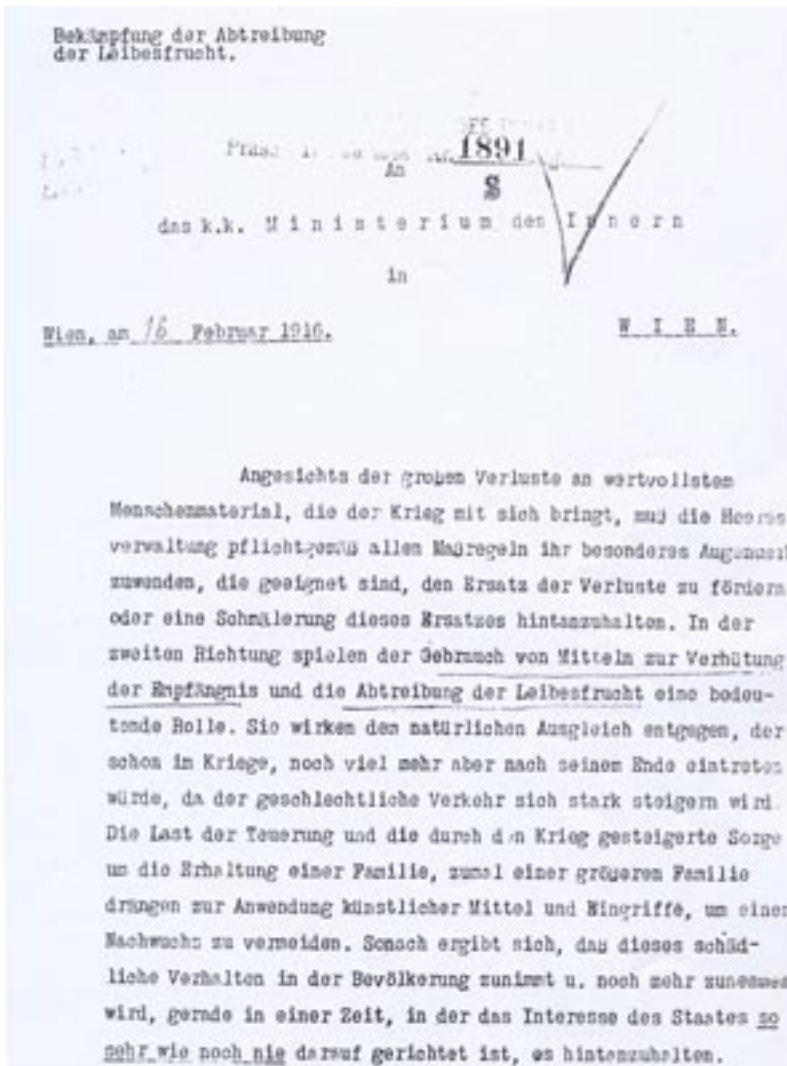 Bekämpfung der Abtreibung
der Leibesfrucht.
1891
An
S
das k.k. Ministerium des Innern
in
Wien, am 16 Februar 1916.
WIEN.
Angesichts der großen Verluste an wertvollstem
Menschenmaterial, die der Krieg mit sich bringt, muß die Heeres
verwaltung pflichtgemäß allen Maßregeln ihr besonderes Augenmerk
zuwenden, die geeignet sind, den Ersatz der Verluste zu fördern
oder eine Schmälerung dieses Ersatzes hintanzuhalten. In der
zweiten Richtung spielen der Gebrauch von Mitteln zur Verhütung
der Empfängnis und die Abtreibung der Leibesfrucht eine bedeu-
tende Rolle. Sie wirken dem natürlichen Ausgleich entgegen, der
schon im Kriege, noch viel mehr aber nach seinem Ende eintreten
würde, da der geschlechtliche Verkehr sich stark steigern wird.
Die Last der Teuerung und die durch den Krieg gesteigerte Sorge
um die Erhaltung einer Familie, zumal einer größeren Familie
drängen zur Anwendung künstlicher Mittel und Eingriffe, um einen
Nachwuchs zu vermeiden. Sonach ergibt sich, daß dieses schäd-
liche Verhalten in der Bevölkerung zunimmt u. noch mehr zunehmen
wird, gerade in einer Zeit, in der das Interesse des Staates so
sehr wie noch nie darauf gerichtet ist, es hintanzuhalten.